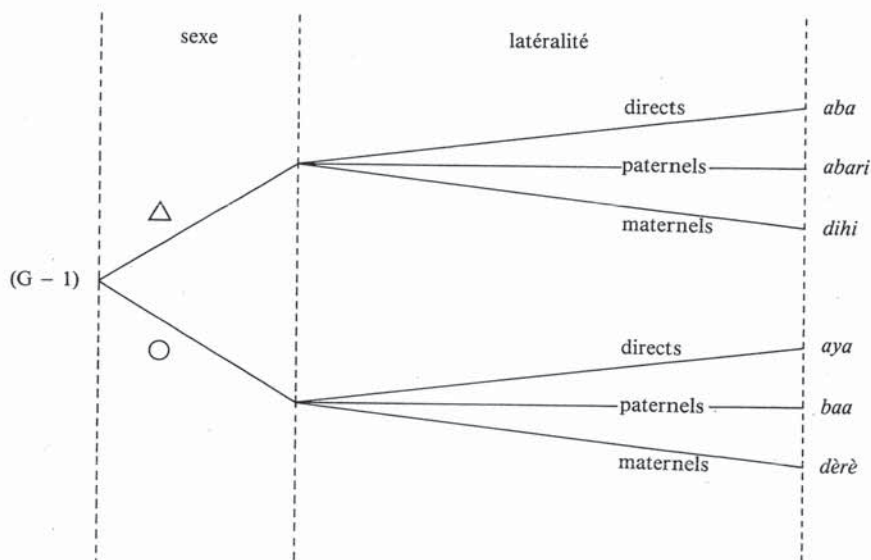 sexe
latéralité
directs aba
paternels abari
maternels dihi
(G – 1)
directs aya
paternels baa
maternels dèrè